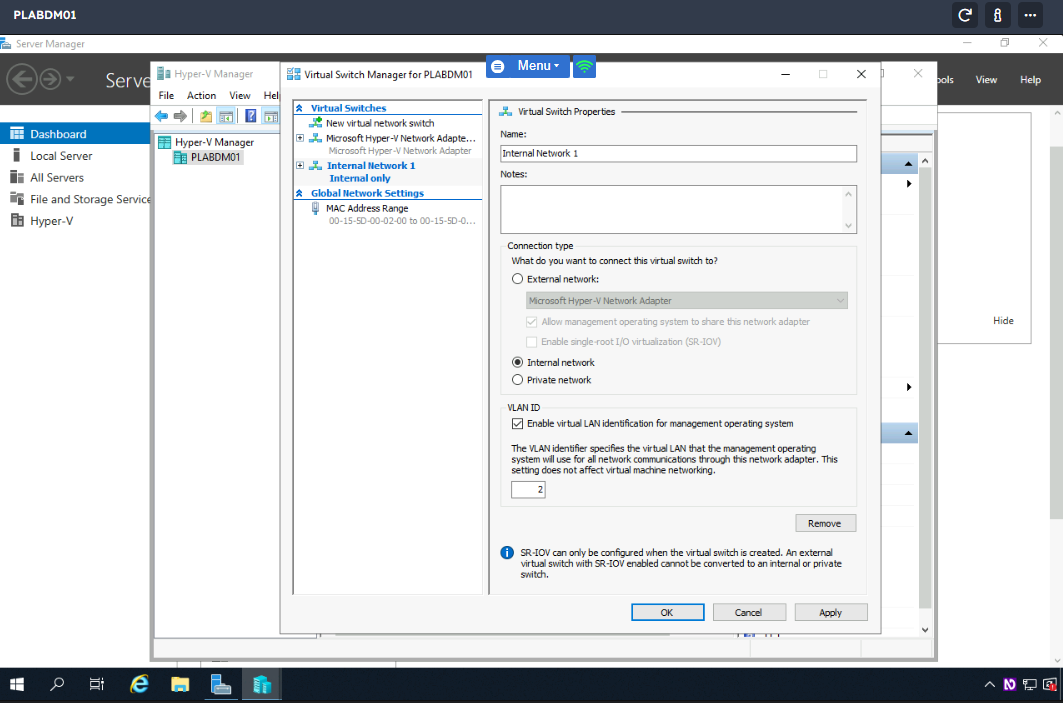 PLABDM01
Server Manager
Hyper-V Manager
Virtual Switch Manager for PLABDM01
Menu
File Action View
Tools View Help
Dashboard
Local Server
All Servers
File and Storage Service
Hyper-V
Hyper-V Manager
PLABDM01
Virtual Switches
New virtual network switch
Microsoft Hyper-V Network Adapte...
Microsoft Hyper-V Network Adapter
Internal Network 1
Internal only
Global Network Settings
MAC Address Range
00-15-5D-00-02-00 to 00-15-5D-0...
Virtual Switch Properties
Name:
Internal Network 1
Notes:
Connection type
What do you want to connect this virtual switch to?
External network:
Microsoft Hyper-V Network Adapter
Allow management operating system to share this network adapter
Enable single-root I/O virtualization (SR-IOV)
Internal network
Private network
VLAN ID
Enable virtual LAN identification for management operating system
The VLAN identifier specifies the virtual LAN that the management operating
system will use for all network communications through this network adapter. This
setting does not affect virtual machine networking.
2
Remove
SR-IOV can only be configured when the virtual switch is created. An external
virtual switch with SR-IOV enabled cannot be converted to an internal or private
switch.
OK Cancel Apply
Hide